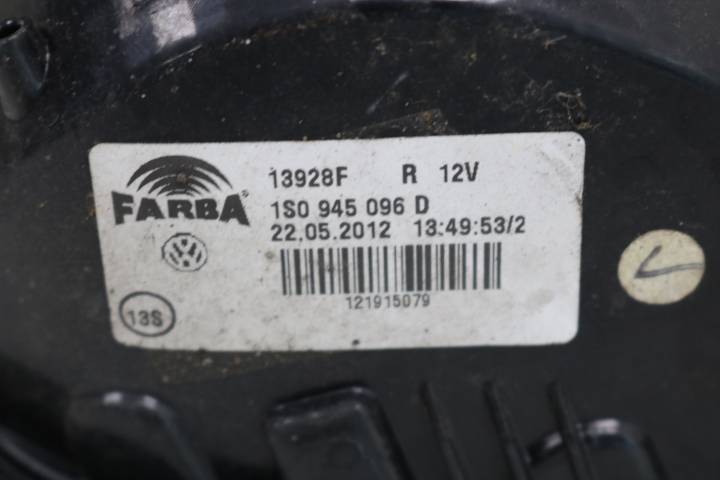 FARBA
13928F R 12V
1S0 945 096 D
22.05.2012 13:49:53/2
121915079
13S